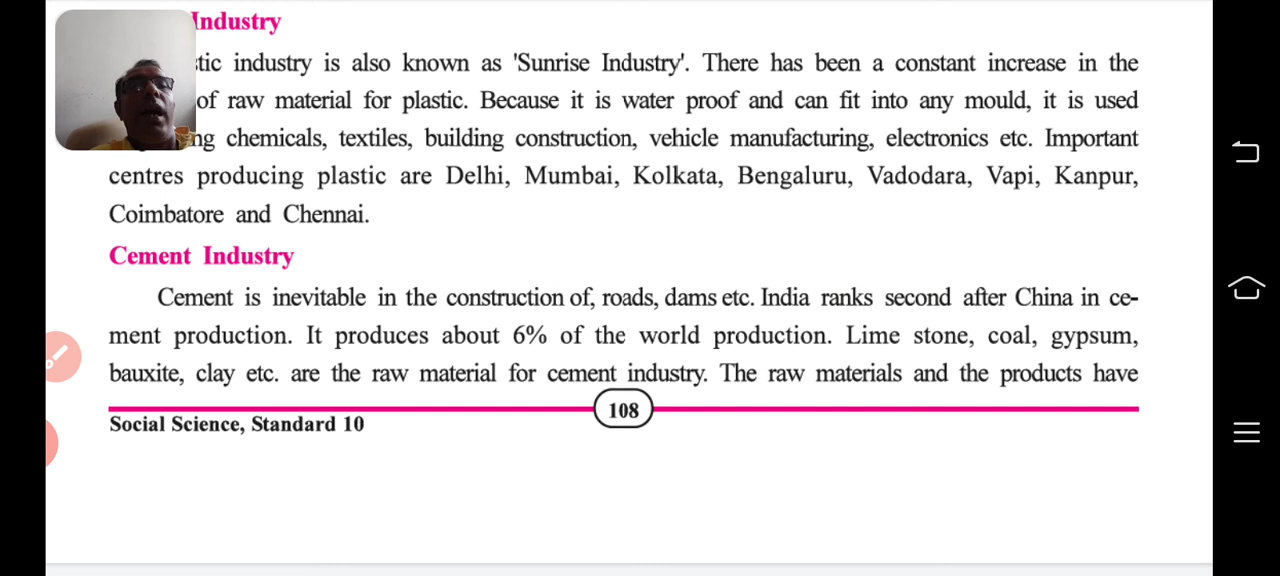 Industry
industry is also known as 'Sunrise Industry'. There has been a constant increase in the
of raw material for plastic. Because it is water proof and can fit into any mould, it is used
chemicals, textiles, building construction, vehicle manufacturing, electronics etc. Important
centres producing plastic are Delhi, Mumbai, Kolkata, Bengaluru, Vadodara, Vapi, Kanpur,
Coimbatore and Chennai.
Cement Industry
Cement is inevitable in the construction of, roads, dams etc. India ranks second after China in ce-
ment production. It produces about 6% of the world production. Lime stone, coal, gypsum,
bauxite, clay etc. are the raw material for cement industry. The raw materials and the products have
108
Social Science, Standard 10